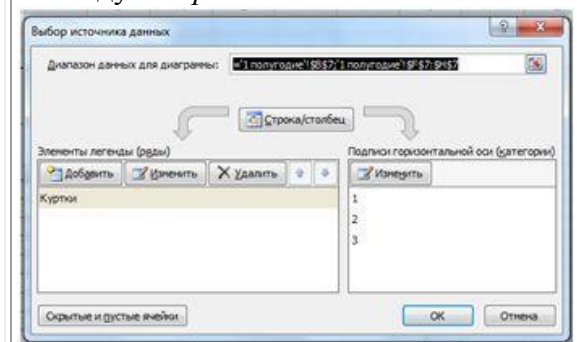 Выбор источника данных
Диапазон данных для диаграммы: ='1 полугодие'!$B$7;'1 полугодие'!$F$7:$H$7
Строка/столбец
Элементы легенды (ряды)
Подписи горизонтальной оси (категории)
Добавить Изменить Удалить
Изменить
Куртки
1
2
3
Скрытые и пустые ячейки
ОК Отмена